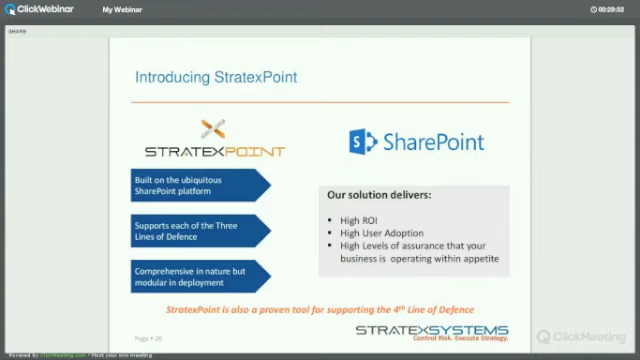 ClickWebinar
My Webinar
00:29:32
SHARE
Introducing StratexPoint
STRATEXPOINT
SharePoint
Built on the ubiquitous
SharePoint platform
Supports each of the Three
Lines of Defence
Comprehensive in nature but
modular in deployment
Our solution delivers:
▪ High ROI
▪ High User Adoption
▪ High Levels of assurance that your
business is operating within appetite
StratexPoint is also a proven tool for supporting the 4th Line of Defence
Page ▪ 25
STRATEXSYSTEMS
Control Risk. Execute Strategy.
ClickMeeting
Powered by ClickMeeting.com - Host your own meeting